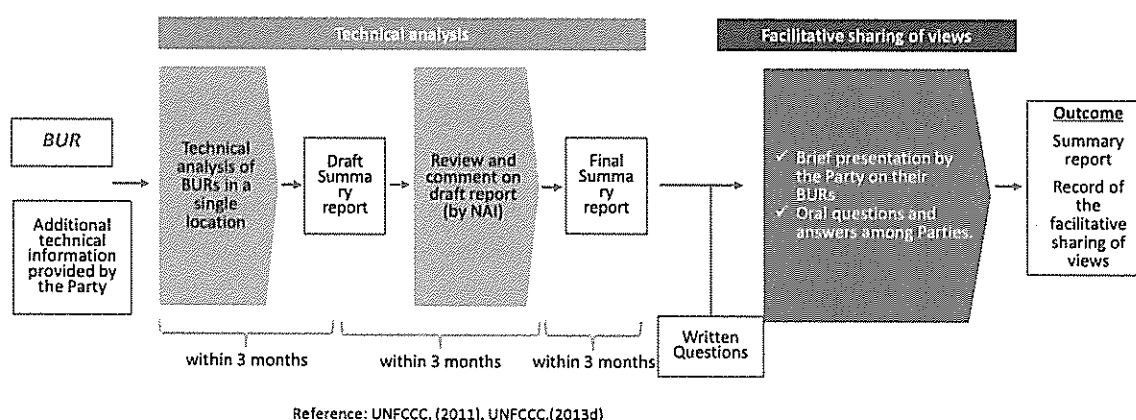 Technical analysis
Facilitative sharing of views
BUR
Additional
technical
information
provided by
the Party
Technical
analysis of
BURs in a
single
location
Draft
Summa
ry
report
Review and
comment on
draft report
(by NAI)
Final
Summa
ry
report
✓ Brief presentation by
the Party on their
BURs
✓ Oral questions and
answers among Parties.
Outcome
Summary
report
Record of
the
facilitative
sharing of
views
within 3 months
within 3 months
within 3 months
Written
Questions
Reference: UNFCCC, (2011), UNFCCC,(2013d)